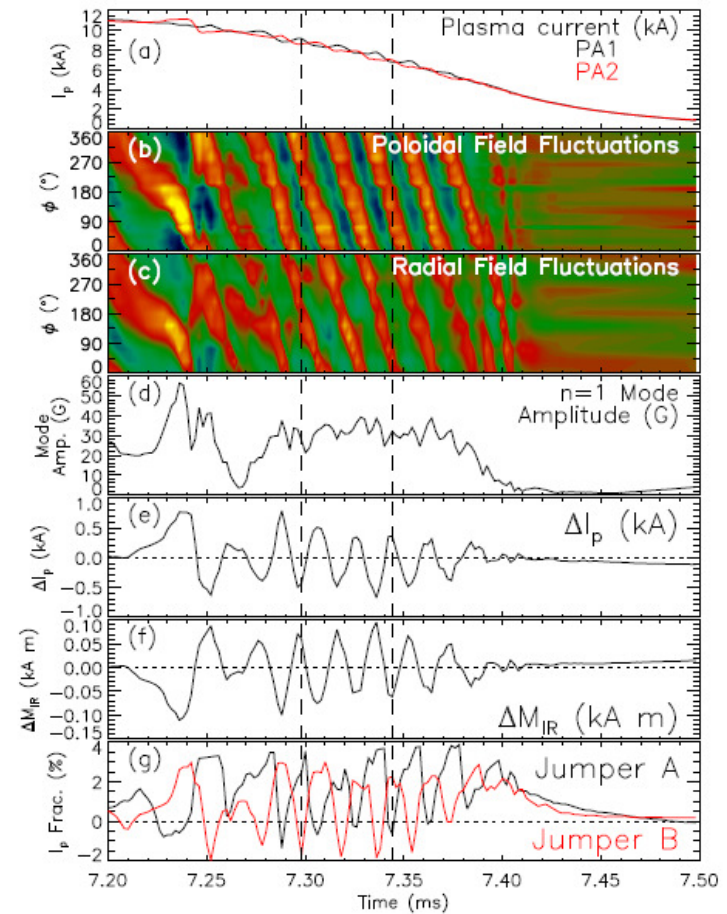 12
10
8
6
4
2
0
I_p (kA)
(a)
Plasma current (kA)
PA1
PA2
360
270
180
90
0
ϕ (°)
(b)
Poloidal Field Fluctuations
360
270
180
90
0
ϕ (°)
(c)
Radial Field Fluctuations
60
50
40
30
20
10
0
Mode
Amp. (G)
(d)
n=1 Mode
Amplitude (G)
1.0
0.5
0.0
-0.5
-1.0
ΔI_p (kA)
(e)
ΔI_p (kA)
0.10
0.05
0.00
-0.05
-0.10
-0.15
ΔM_IR (kA m)
(f)
ΔM_IR (kA m)
4
2
0
-2
I_p Frac. (%)
(g)
Jumper A
Jumper B
7.20 7.25 7.30 7.35 7.40 7.45 7.50
Time (ms)